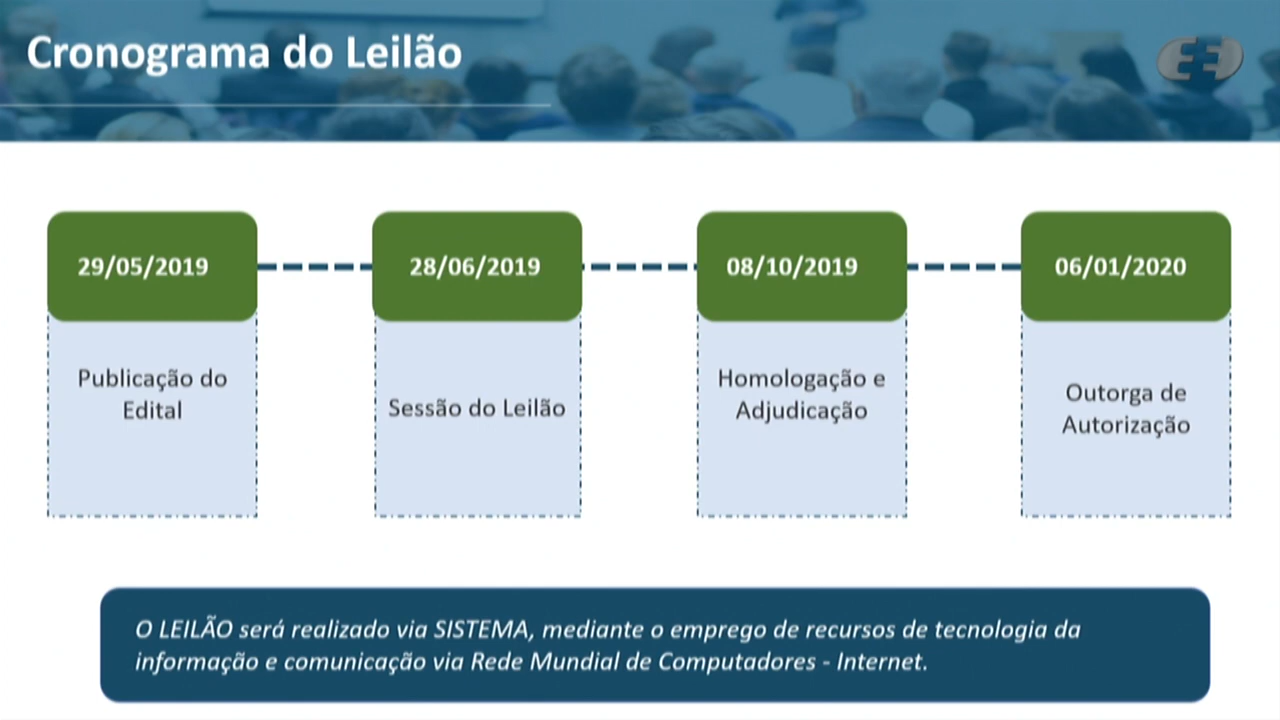 Cronograma do Leilão
29/05/2019
28/06/2019
08/10/2019
06/01/2020
Publicação do
Edital
Sessão do Leilão
Homologação e
Adjudicação
Outorga de
Autorização
O LEILÃO será realizado via SISTEMA, mediante o emprego de recursos de tecnologia da
informação e comunicação via Rede Mundial de Computadores - Internet.